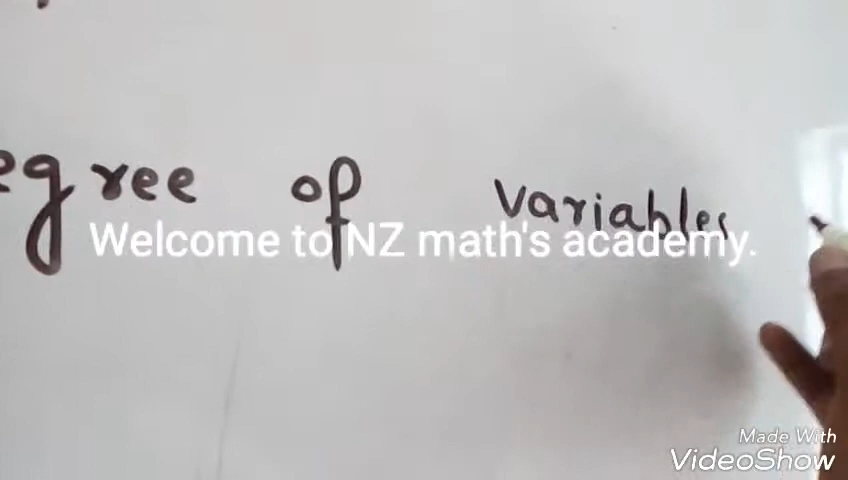 egree of variables
Welcome to NZ math's academy.
Made With
VideoShow